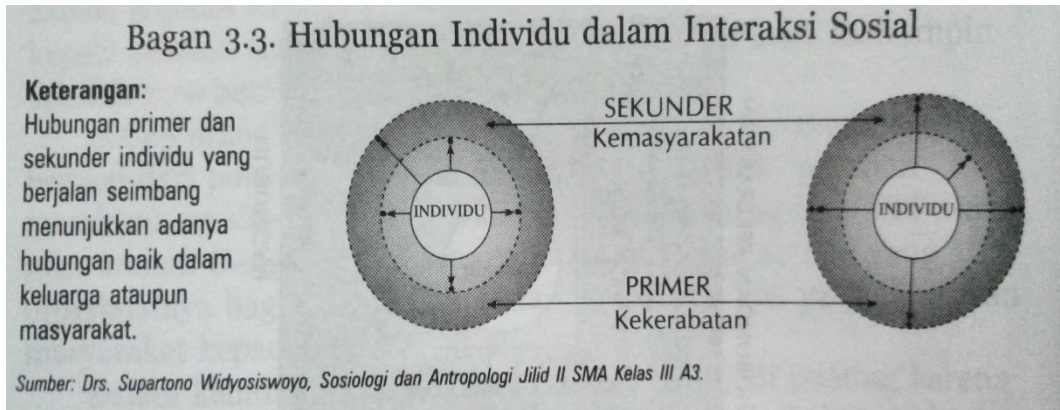 Bagan 3.3. Hubungan Individu dalam Interaksi Sosial
Keterangan:
Hubungan primer dan
sekunder individu yang
berjalan seimbang
menunjukkan adanya
hubungan baik dalam
keluarga ataupun
masyarakat.
SEKUNDER
Kemasyarakatan
INDIVIDU
INDIVIDU
PRIMER
Kekerabatan
Sumber: Drs. Supartono Widyosiswoyo, Sosiologi dan Antropologi Jilid II SMA Kelas III A3.